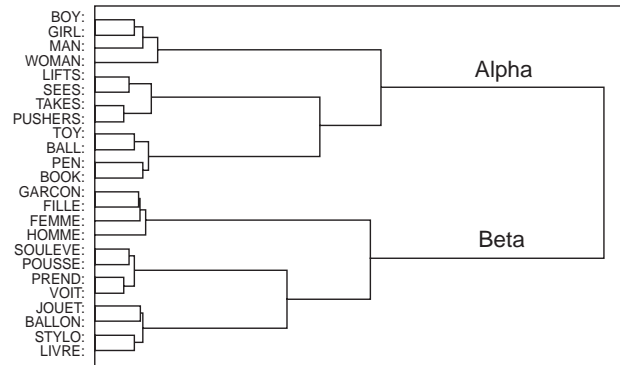 BOY:
GIRL:
MAN:
WOMAN:
LIFTS:
SEES:
TAKES:
PUSHERS:
TOY:
BALL:
PEN:
BOOK:
GARCON:
FILLE:
FEMME:
HOMME:
SOULEVE:
POUSSE:
PREND:
VOIT:
JOUET:
BALLON:
STYLO:
LIVRE:
Alpha
Beta